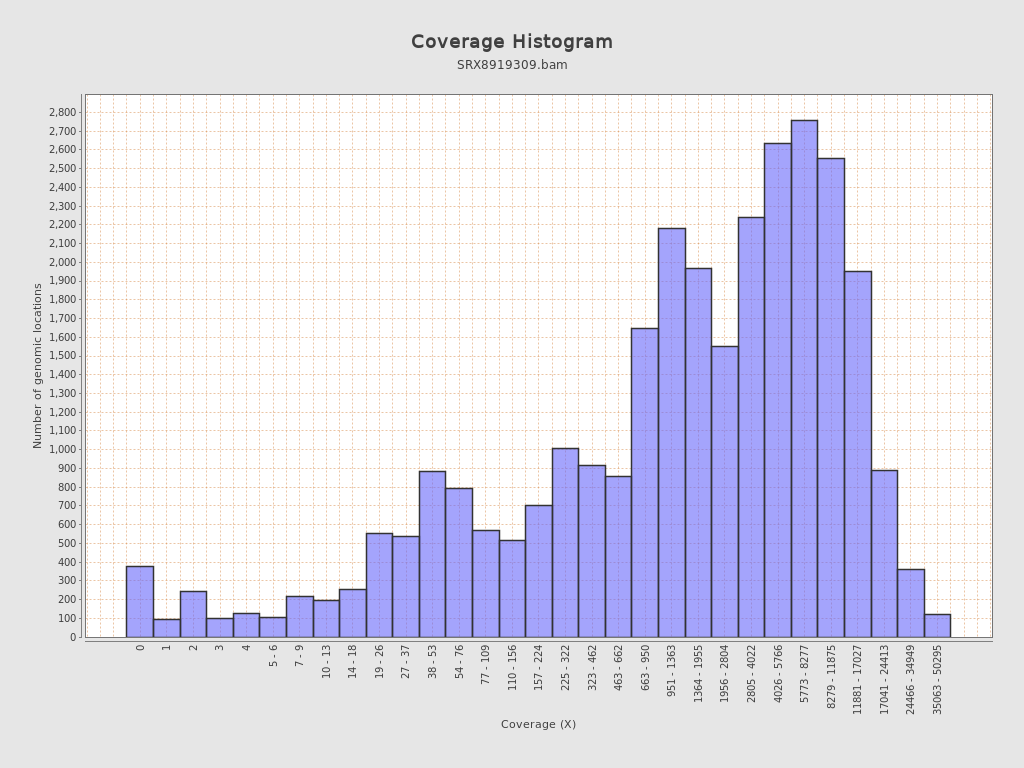 Coverage Histogram
SRX8919309.bam
Number of genomic locations
2,800
2,700
2,600
2,500
2,400
2,300
2,200
2,100
2,000
1,900
1,800
1,700
1,600
1,500
1,400
1,300
1,200
1,100
1,000
900
800
700
600
500
400
300
200
100
0
0
1
2
3
4
5 - 6
7 - 9
10 - 13
14 - 18
19 - 26
27 - 37
38 - 53
54 - 76
77 - 109
110 - 156
157 - 224
225 - 322
323 - 462
463 - 662
663 - 950
951 - 1363
1364 - 1955
1956 - 2804
2805 - 4022
4026 - 5766
5773 - 8277
8279 - 11875
11881 - 17027
17041 - 24413
24466 - 34949
35063 - 50295
Coverage (X)